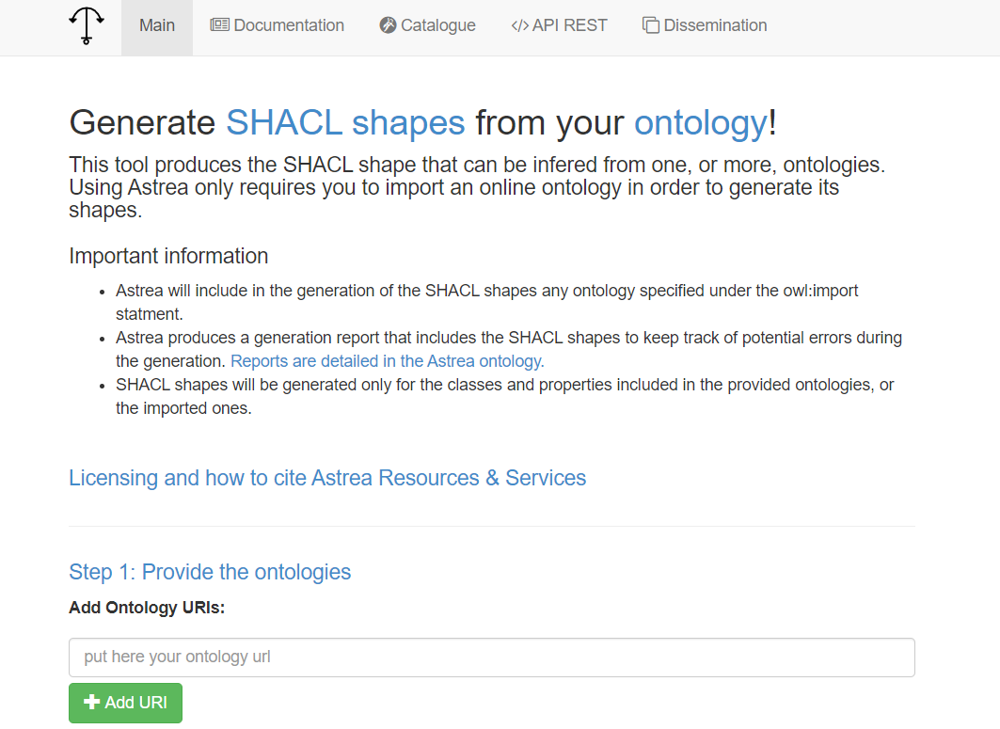 Main Documentation Catalogue </> API REST Dissemination
Generate SHACL shapes from your ontology!
This tool produces the SHACL shape that can be infered from one, or more, ontologies.
Using Astrea only requires you to import an online ontology in order to generate its
shapes.
Important information
• Astrea will include in the generation of the SHACL shapes any ontology specified under the owl:import
statment.
• Astrea produces a generation report that includes the SHACL shapes to keep track of potential errors during
the generation. Reports are detailed in the Astrea ontology.
• SHACL shapes will be generated only for the classes and properties included in the provided ontologies, or
the imported ones.
Licensing and how to cite Astrea Resources & Services
Step 1: Provide the ontologies
Add Ontology URIs:
put here your ontology url
+ Add URI